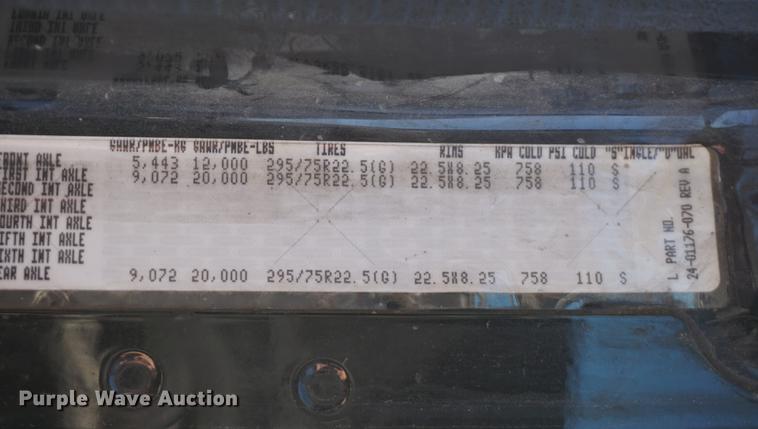 GAWR/PNBE-KG GAWR/PNBE-LBS TIRES RIMS KPA COLD PSI COLD "S"INGLE/"D"UAL
FRONT AXLE 5,443 12,000 295/75R22.5(G) 22.5X8.25 758 110 S
FIRST INT AXLE 9,072 20,000 295/75R22.5(G) 22.5X8.25 758 110 S
SECOND INT AXLE
THIRD INT AXLE
OURTH INT AXLE
IFTH INT AXLE
IXTH INT AXLE
EAR AXLE 9,072 20,000 295/75R22.5(G) 22.5X8.25 758 110 S
L PART NO.
24-01176-070 REV A
Purple Wave Auction